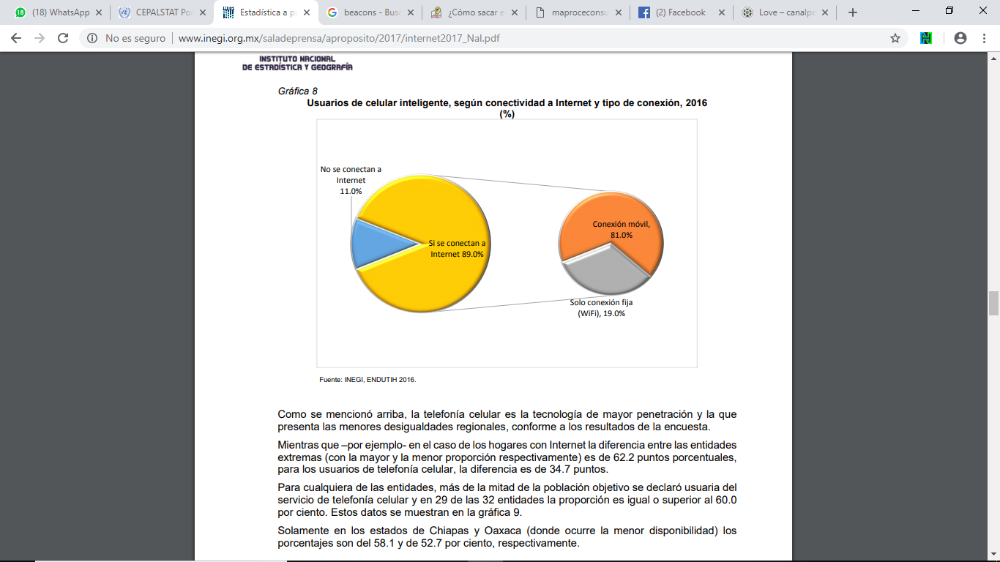 (18) WhatsApp
CEPALSTAT Po
Estadística a p
beacons - Bus
¿Cómo sacar e
maproceconsu
(2) Facebook
Love – canalpe
No es seguro
www.inegi.org.mx/saladeprensa/aproposito/2017/internet2017_Nal.pdf
INSTITUTO NACIONAL
DE ESTADÍSTICA Y GEOGRAFÍA
Gráfica 8
Usuarios de celular inteligente, según conectividad a Internet y tipo de conexión, 2016
(%)
No se conectan a
Internet
11.0%
Si se conectan a
Internet 89.0%
Conexión móvil,
81.0%
Solo conexión fija
(WiFi), 19.0%
Fuente: INEGI, ENDUTIH 2016.
Como se mencionó arriba, la telefonía celular es la tecnología de mayor penetración y la que
presenta las menores desigualdades regionales, conforme a los resultados de la encuesta.
Mientras que –por ejemplo- en el caso de los hogares con Internet la diferencia entre las entidades
extremas (con la mayor y la menor proporción respectivamente) es de 62.2 puntos porcentuales,
para los usuarios de telefonía celular, la diferencia es de 34.7 puntos.
Para cualquiera de las entidades, más de la mitad de la población objetivo se declaró usuaria del
servicio de telefonía celular y en 29 de las 32 entidades la proporción es igual o superior al 60.0
por ciento. Estos datos se muestran en la gráfica 9.
Solamente en los estados de Chiapas y Oaxaca (donde ocurre la menor disponibilidad) los
porcentajes son del 58.1 y de 52.7 por ciento, respectivamente.